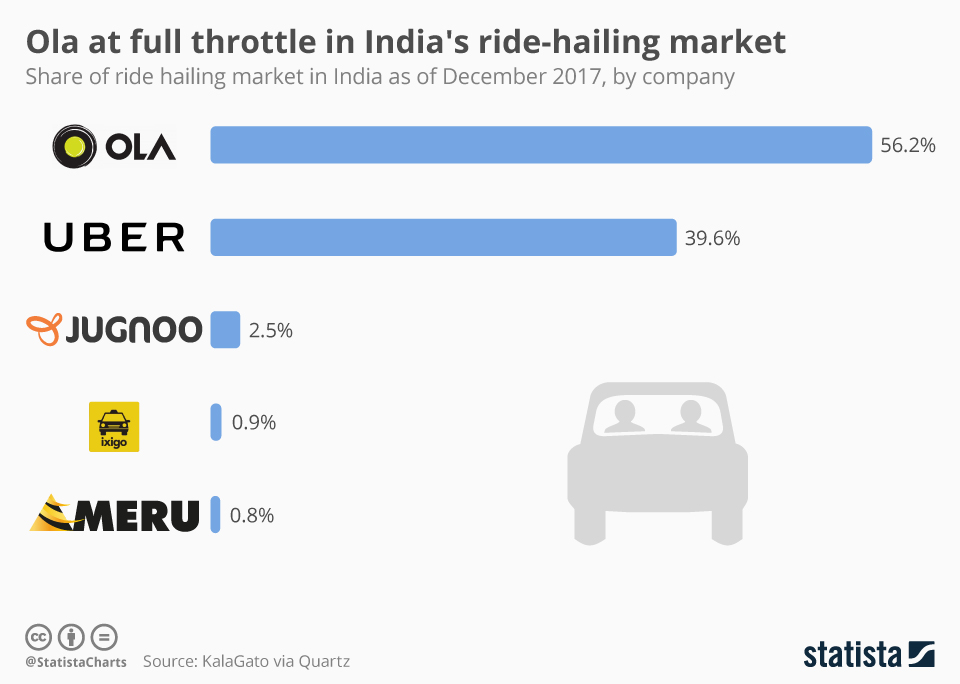 Ola at full throttle in India's ride-hailing market
Share of ride hailing market in India as of December 2017, by company
OLA 56.2%
UBER 39.6%
JUGNOO 2.5%
ixigo 0.9%
MERU 0.8%
cc
@StatistaCharts Source: KalaGato via Quartz
statista